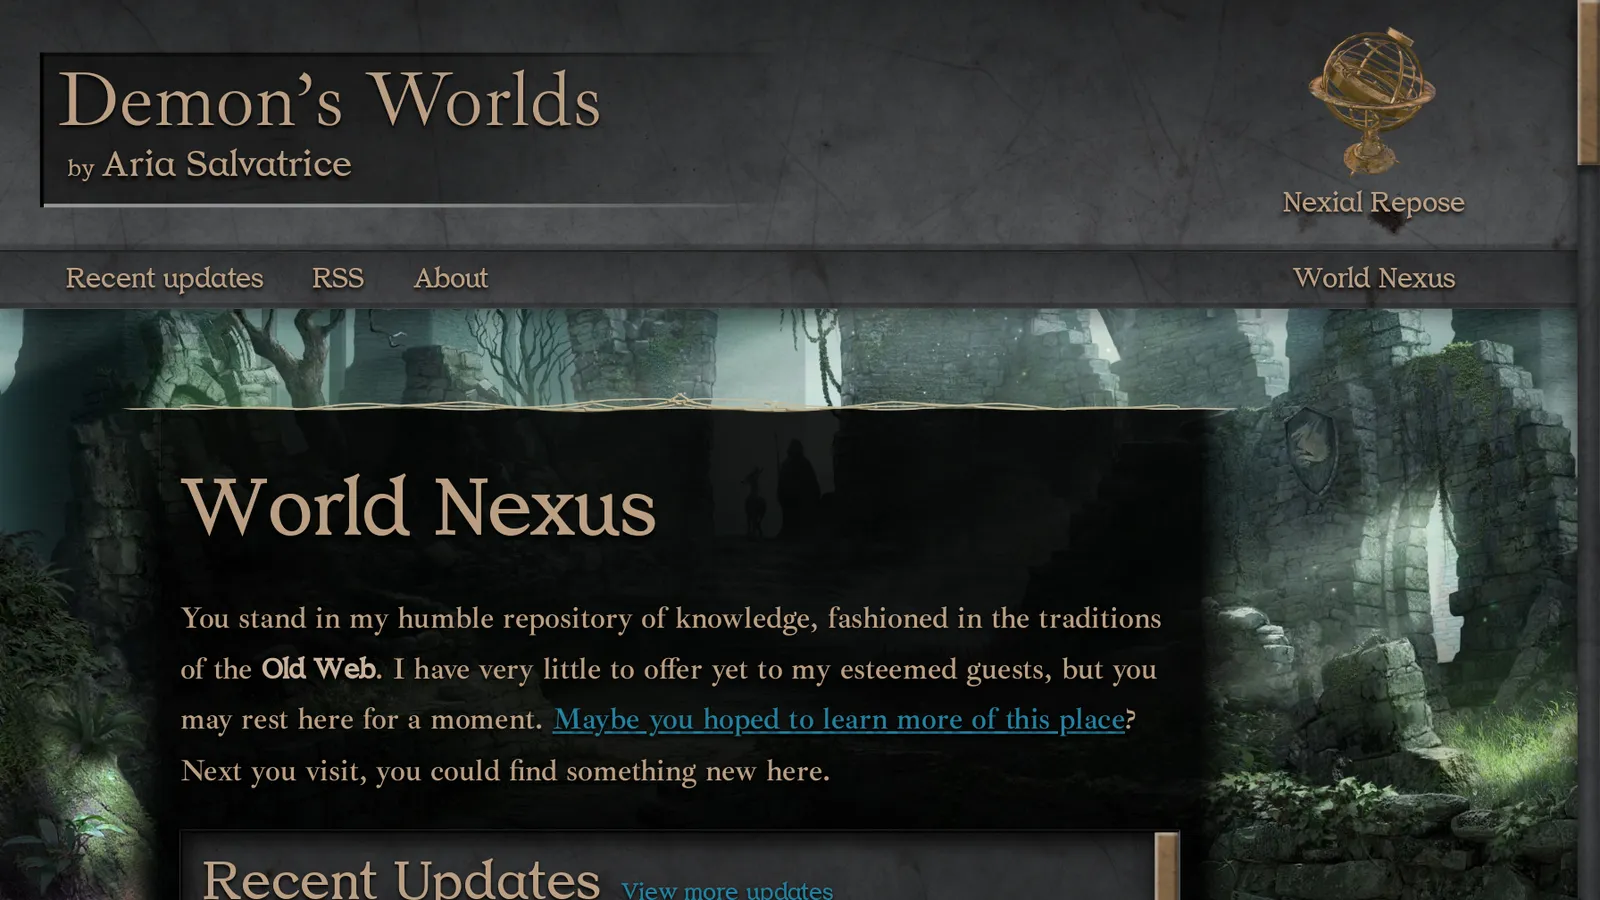 Demon’s Worlds
by Aria Salvatrice
Nexial Repose
Recent updates
RSS
About
World Nexus
World Nexus
You stand in my humble repository of knowledge, fashioned in the traditions
of the Old Web. I have very little to offer yet to my esteemed guests, but you
may rest here for a moment. Maybe you hoped to learn more of this place?
Next you visit, you could find something new here.
Recent Updates View more updates